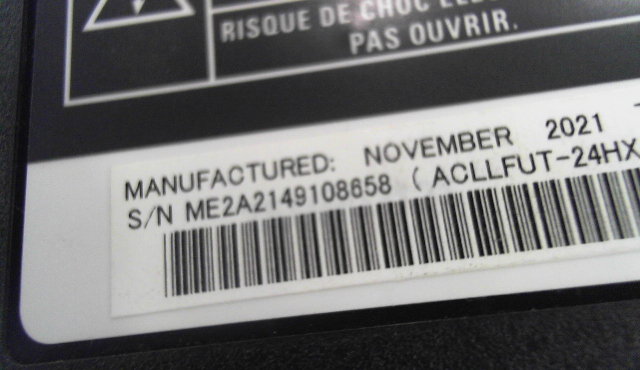 RISQUE DE CHOC
PAS OUVRIR.
MANUFACTURED: NOVEMBER 2021
S/N ME2A2149108658 (ACLLFUT-24HX